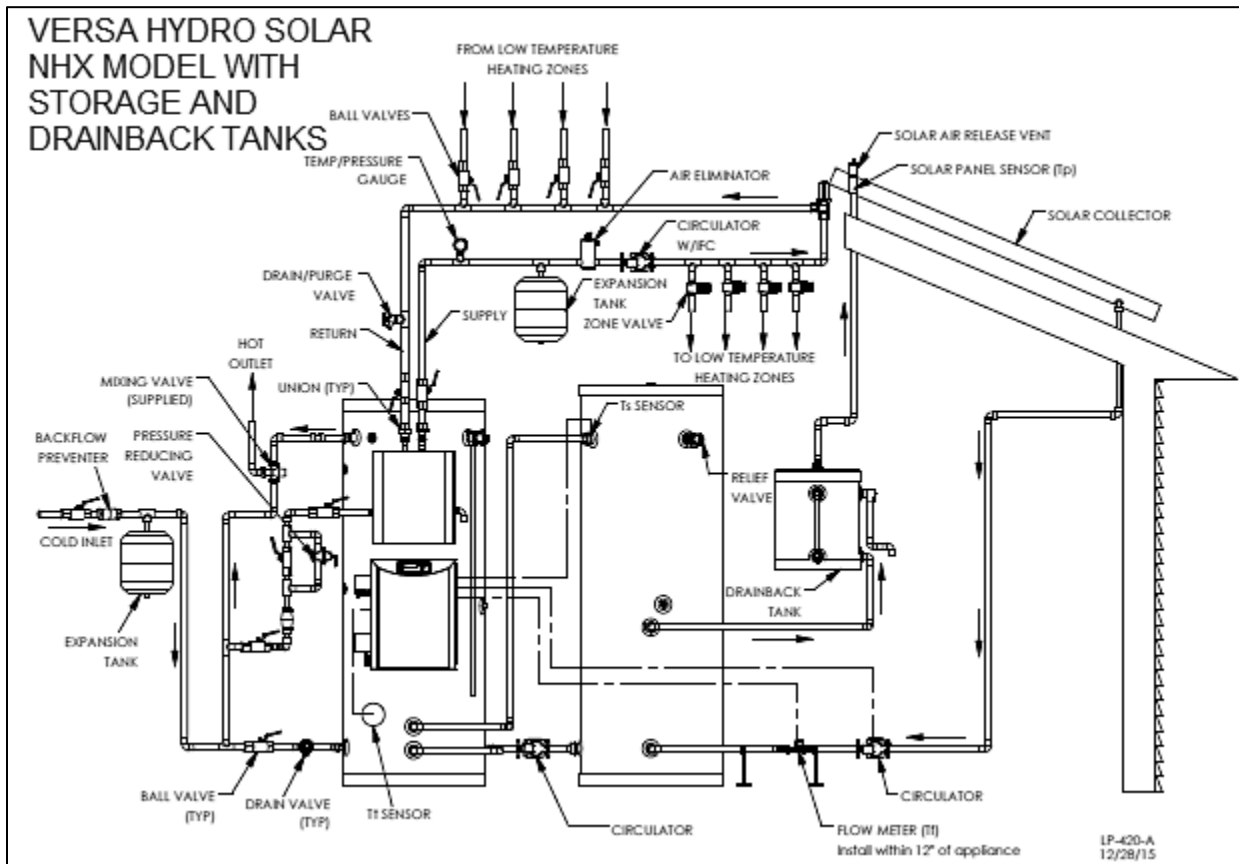 VERSA HYDRO SOLAR
NHX MODEL WITH
STORAGE AND
DRAINBACK TANKS
FROM LOW TEMPERATURE
HEATING ZONES
BALL VALVES
TEMP/PRESSURE
GAUGE
AIR ELIMINATOR
CIRCULATOR
W/IFC
SOLAR AIR RELEASE VENT
SOLAR PANEL SENSOR (Tp)
SOLAR COLLECTOR
DRAIN/PURGE
VALVE
RETURN
SUPPLY
EXPANSION
TANK
ZONE VALVE
TO LOW TEMPERATURE
HEATING ZONES
HOT
OUTLET
MIXING VALVE
(SUPPLIED)
UNION (TYP)
BACKFLOW
PREVENTER
PRESSURE
REDUCING
VALVE
Ts SENSOR
RELIEF
VALVE
COLD INLET
EXPANSION
TANK
DRAINBACK
TANK
BALL VALVE
(TYP)
DRAIN VALVE
(TYP)
Tt SENSOR
CIRCULATOR
CIRCULATOR
FLOW METER (Tf)
Install within 12" of appliance
LP-420-A
12/28/15